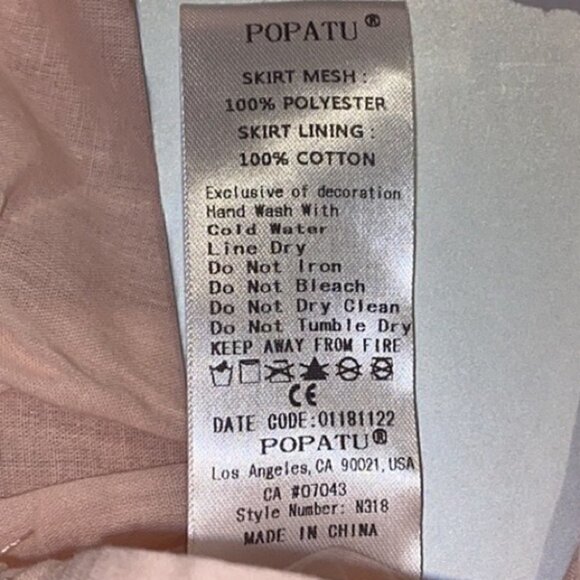 POPATU®
SKIRT MESH :
100% POLYESTER
SKIRT LINING :
100% COTTON
Exclusive of decoration
Hand Wash With
Cold Water
Line Dry
Do Not Iron
Do Not Bleach
Do Not Dry Clean
Do Not Tumble Dry
KEEP AWAY FROM FIRE
CE
DATE CODE:01181122
POPATU®
Los Angeles, CA 90021, USA
CA #07043
Style Number: N318
MADE IN CHINA